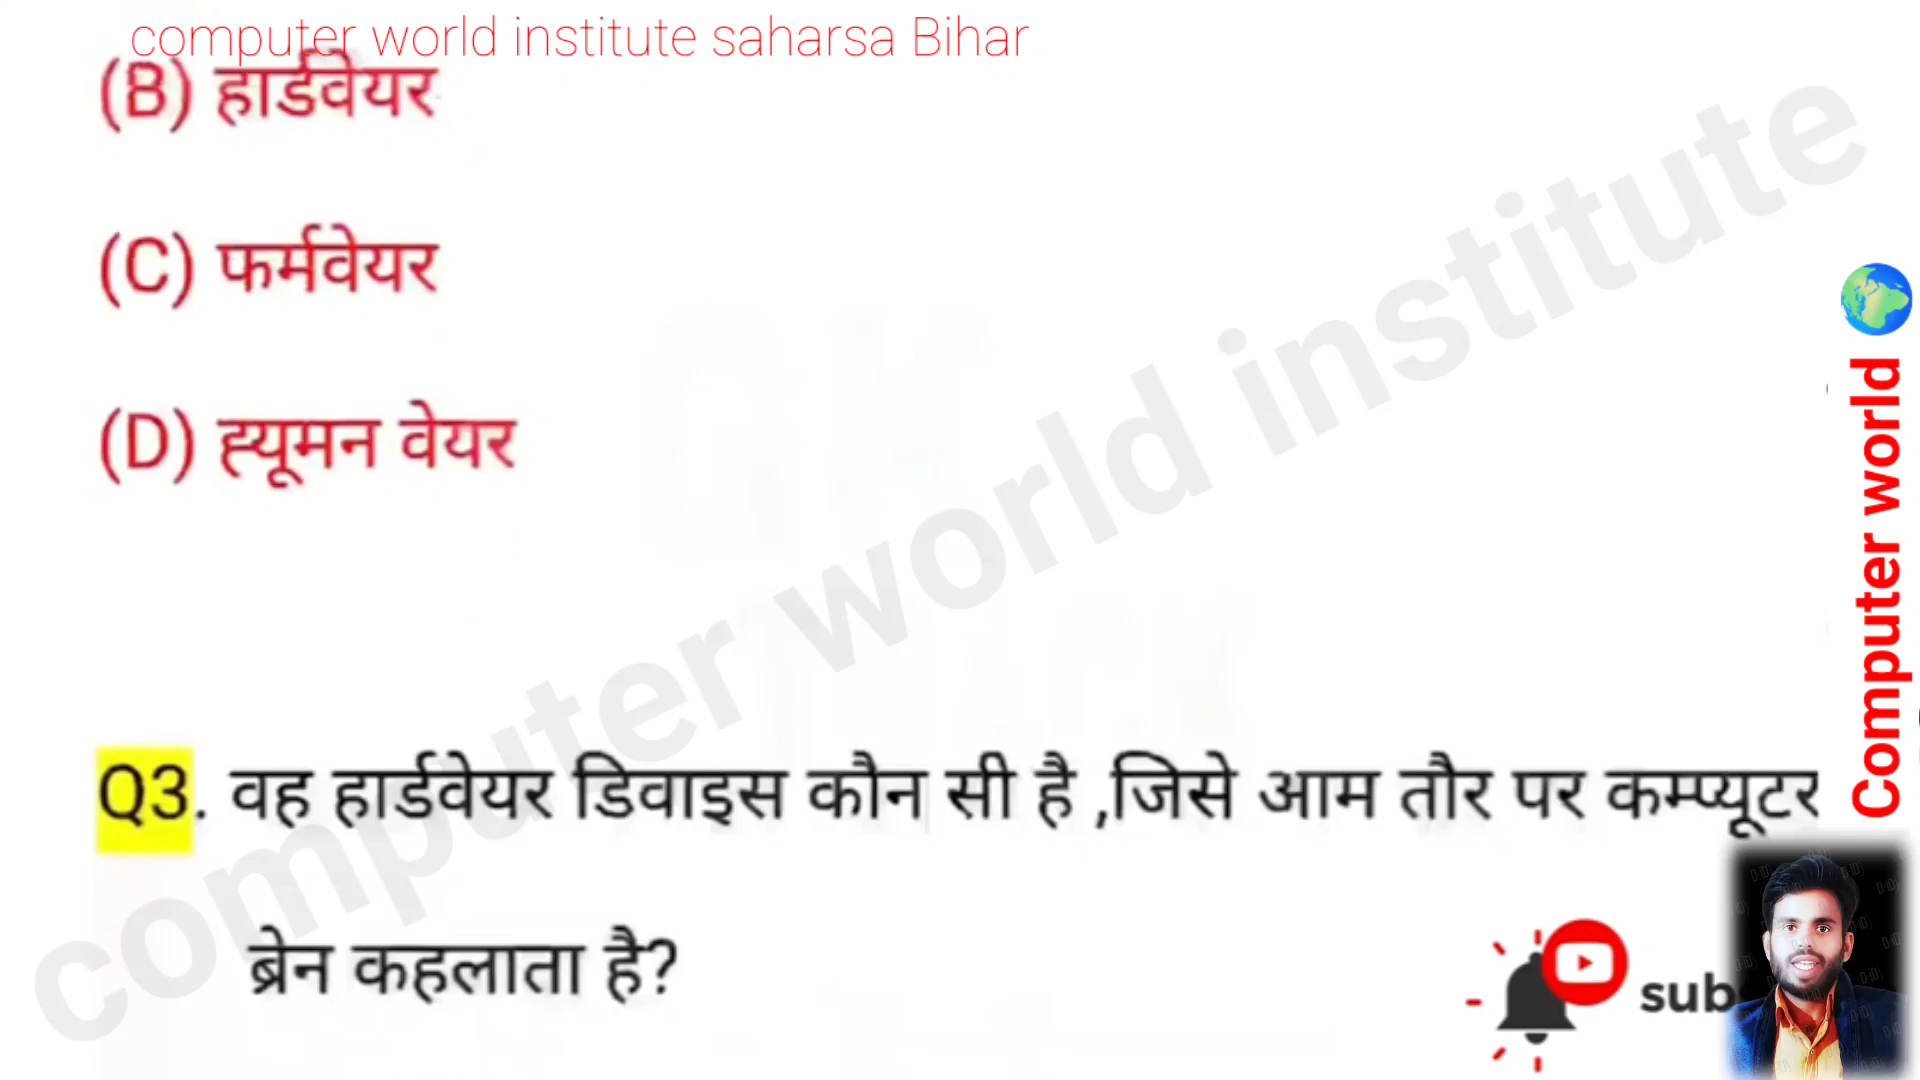 computer world institute saharsa Bihar
(B) हार्डवेयर
(C) फर्मवेयर
(D) ह्यूमन वेयर
computer world institute
Computer world
Q3. वह हार्डवेयर डिवाइस कौन सी है ,जिसे आम तौर पर कम्प्यूटर
ब्रेन कहलाता है?
sub